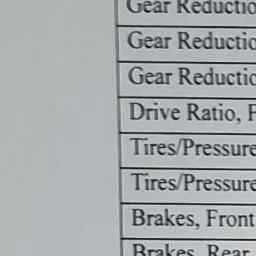 Gear Reductio
Gear Reductio
Gear Reductio
Drive Ratio, F
Tires/Pressure
Tires/Pressure
Brakes, Front
Brakes, Rear